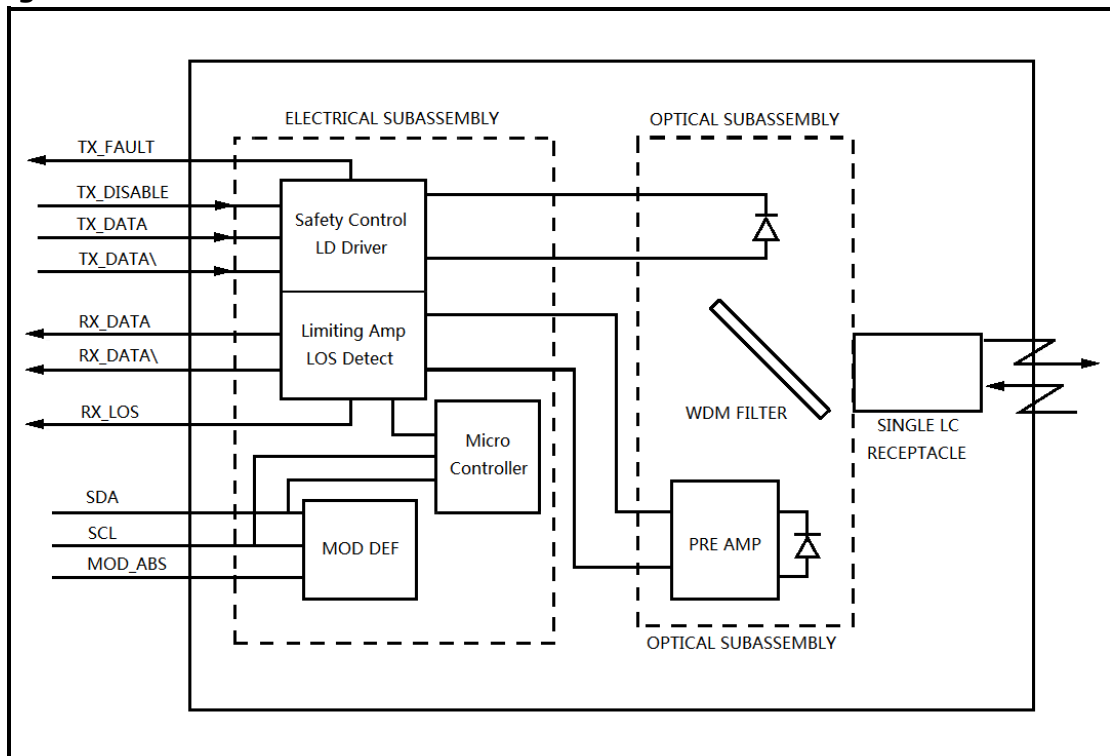 ELECTRICAL SUBASSEMBLY
OPTICAL SUBASSEMBLY
TX_FAULT
TX_DISABLE
TX_DATA
TX_DATA\
Safety Control
LD Driver
RX_DATA
RX_DATA\
Limiting Amp
LOS Detect
RX_LOS
WDM FILTER
SINGLE LC
RECEPTACLE
Micro
Controller
SDA
SCL
MOD_ABS
MOD DEF
PRE AMP
OPTICAL SUBASSEMBLY